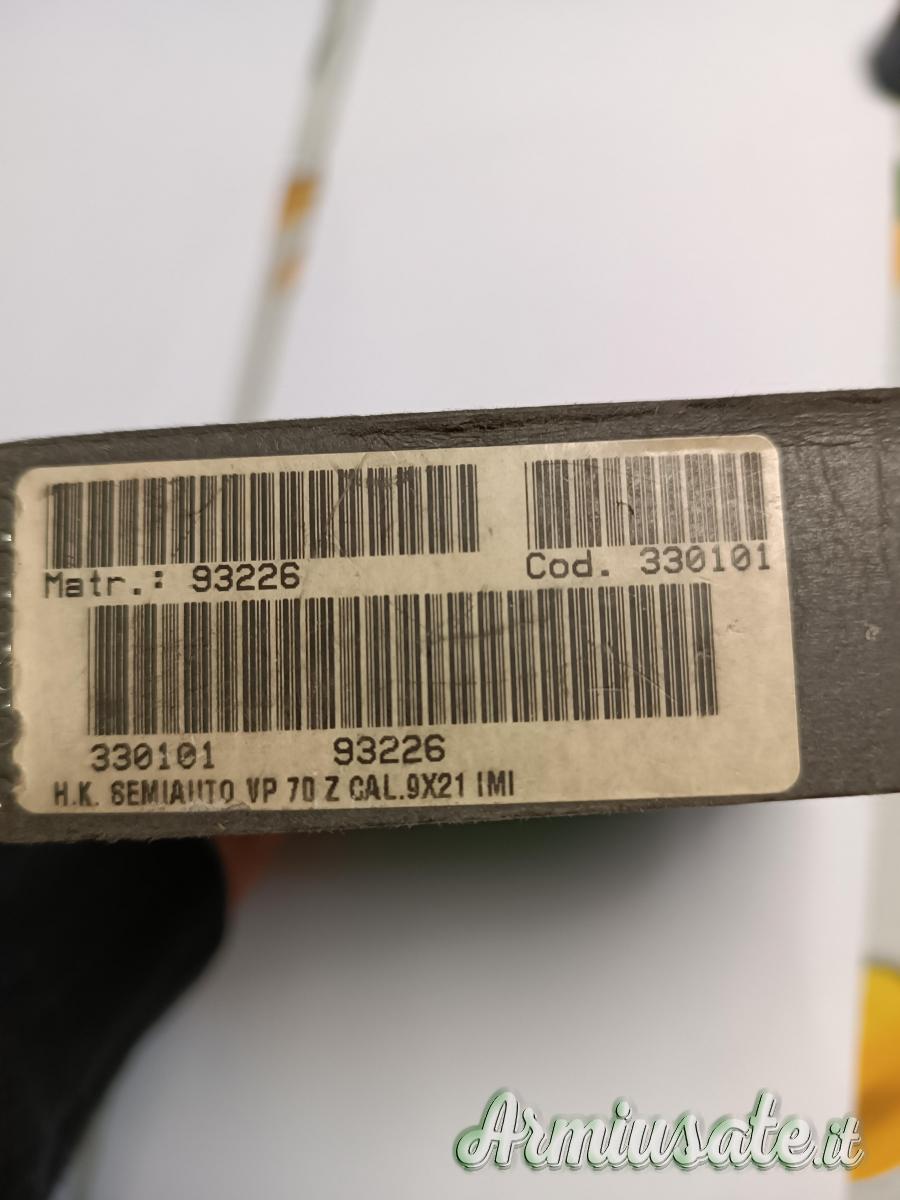 Matr.: 93226
Cod. 330101
330101 93226
H.K. SEMIAUTO VP 70 Z CAL.9X21 IMI
Armiusate.it